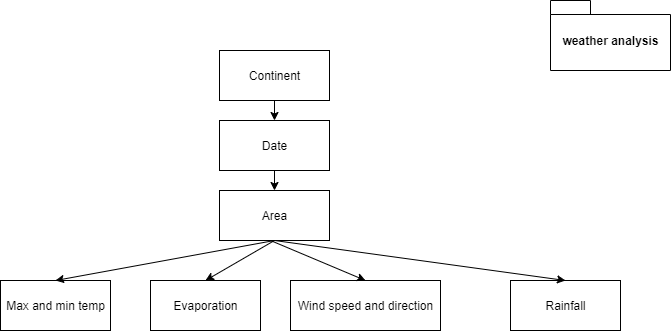 weather analysis
Continent
Date
Area
Max and min temp
Evaporation
Wind speed and direction
Rainfall